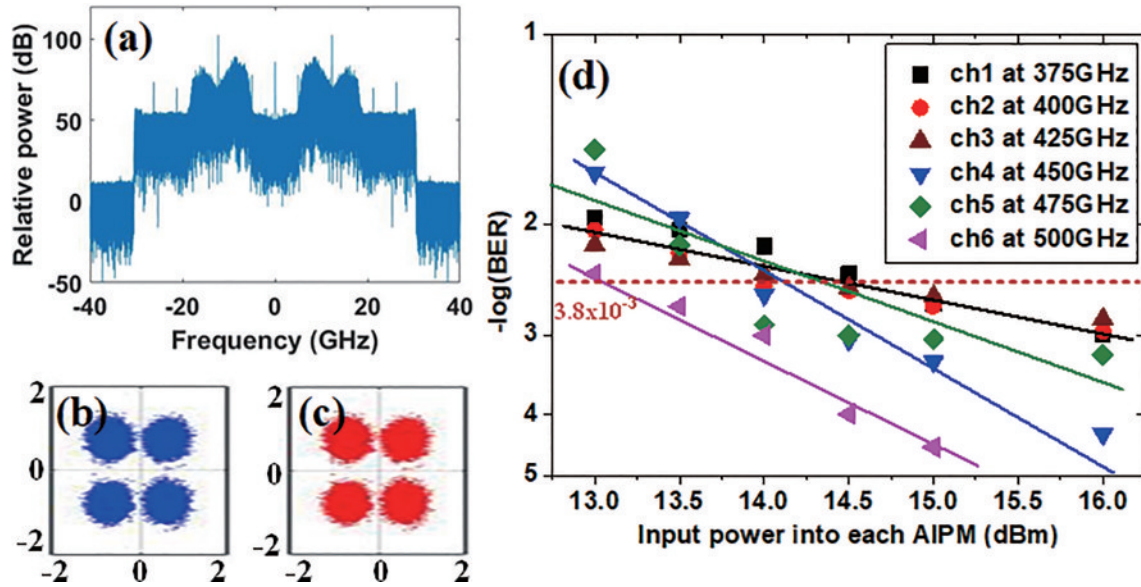 (a)
Relative power (dB)
100
50
0
-50
-40
-20
0
20
40
Frequency (GHz)
(b)
2
0
-2
-2
0
2
(c)
2
0
-2
-2
0
2
(d)
-log(BER)
1
2
3
4
5
3.8x10⁻³
ch1 at 375GHz
ch2 at 400GHz
ch3 at 425GHz
ch4 at 450GHz
ch5 at 475GHz
ch6 at 500GHz
13.0 13.5 14.0 14.5 15.0 15.5 16.0
Input power into each AIPM (dBm)